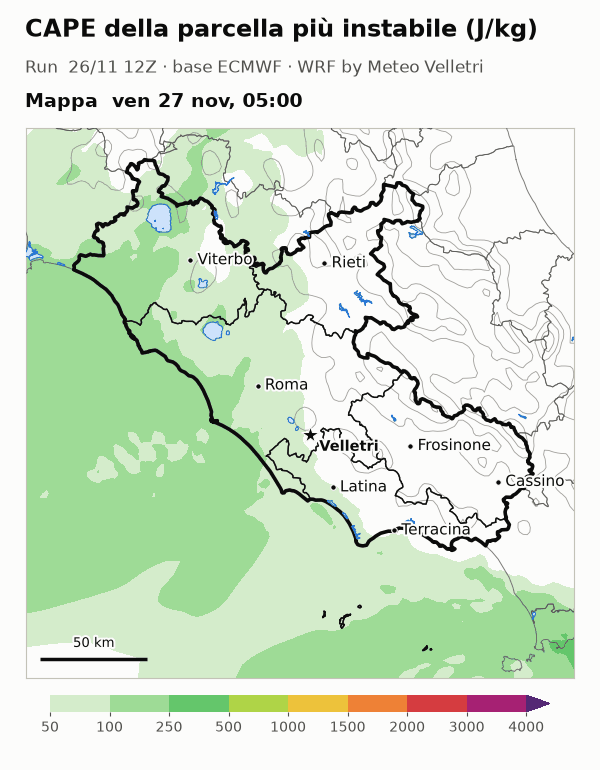 CAPE della parcella più instabile (J/kg)
Run  26/11 12Z · base ECMWF · WRF by Meteo Velletri
Mappa  ven 27 nov, 05:00
Viterbo
Rieti
Roma
Velletri
Frosinone
Cassino
Latina
Terracina
50 km
50 100 250 500 1000 1500 2000 3000 4000